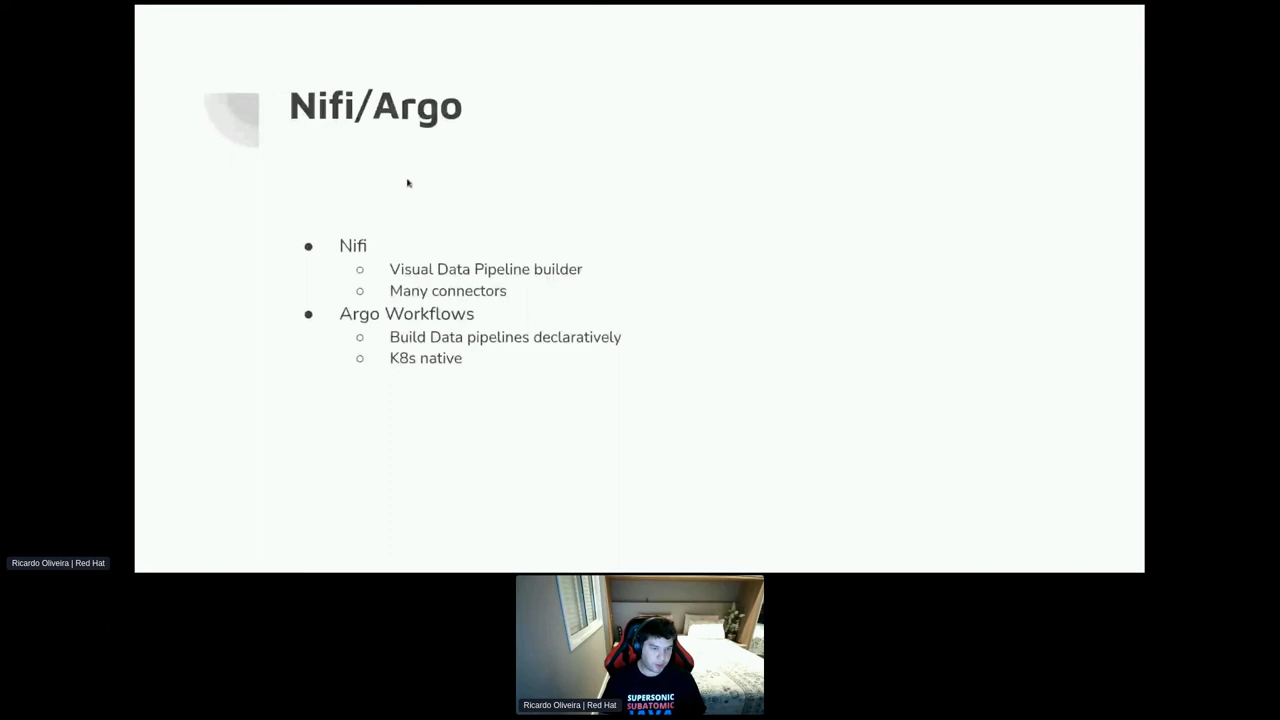 Nifi/Argo
● Nifi
○ Visual Data Pipeline builder
○ Many connectors
● Argo Workflows
○ Build Data pipelines declaratively
○ K8s native
Ricardo Oliveira | Red Hat
SUPERSONIC
SUBATOMIC
JAVA
Ricardo Oliveira | Red Hat